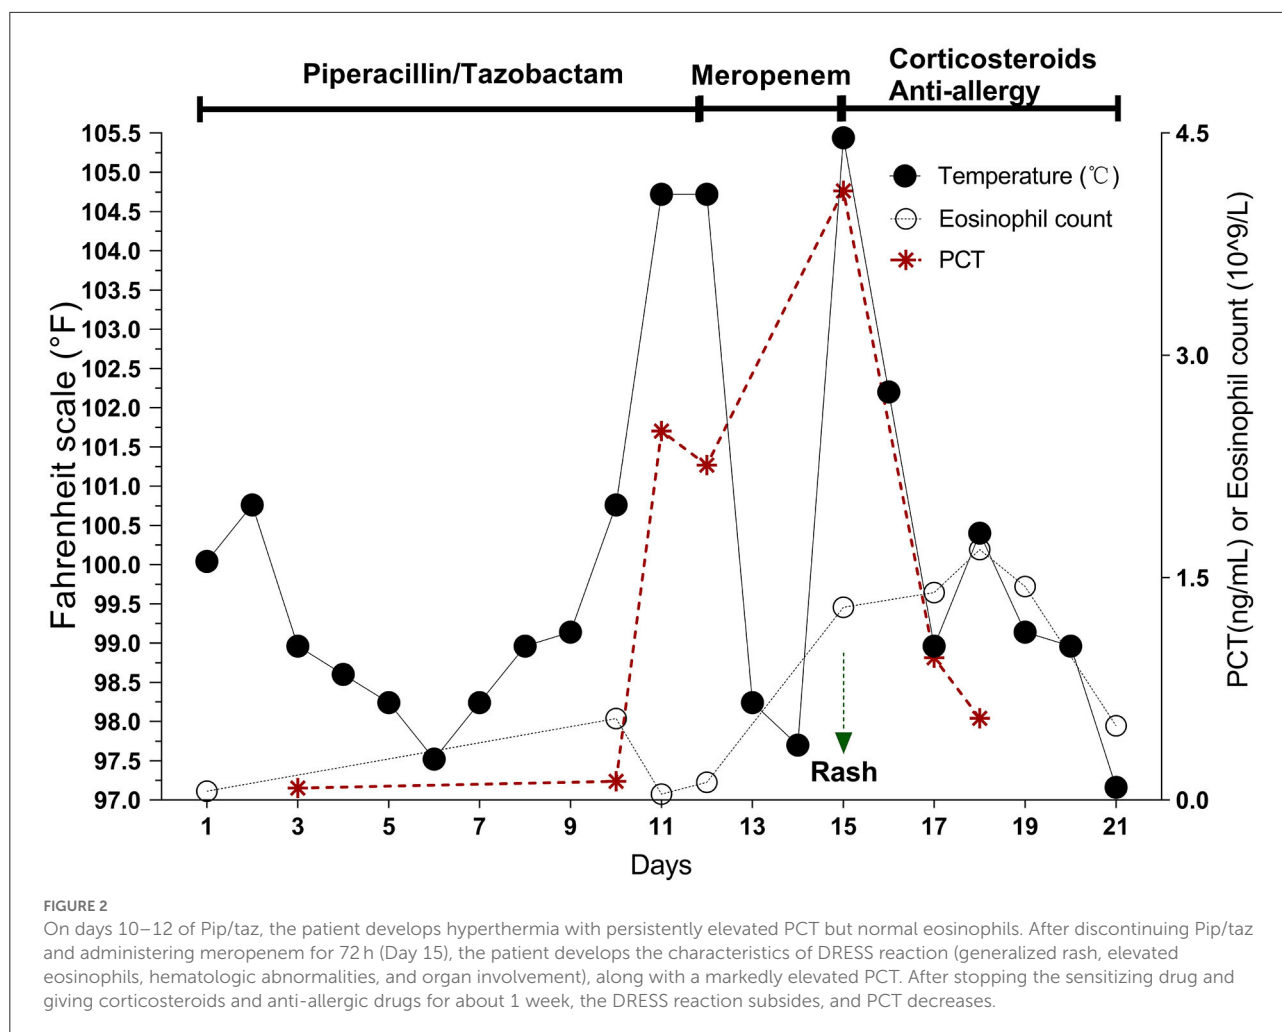 Piperacillin/Tazobactam
Meropenem
Corticosteroids
Anti-allergy
105.5
105.0
104.5
104.0
103.5
103.0
102.5
102.0
101.5
101.0
100.5
100.0
99.5
99.0
98.5
98.0
97.5
97.0
Fahrenheit scale (°F)
Temperature (℃)
Eosinophil count
PCT
Rash
4.5
3.0
1.5
0.0
PCT(ng/mL) or Eosinophil count (10^9/L)
1 3 5 7 9 11 13 15 17 19 21
Days
FIGURE 2
On days 10–12 of Pip/taz, the patient develops hyperthermia with persistently elevated PCT but normal eosinophils. After discontinuing Pip/taz
and administering meropenem for 72 h (Day 15), the patient develops the characteristics of DRESS reaction (generalized rash, elevated
eosinophils, hematologic abnormalities, and organ involvement), along with a markedly elevated PCT. After stopping the sensitizing drug and
giving corticosteroids and anti-allergic drugs for about 1 week, the DRESS reaction subsides, and PCT decreases.